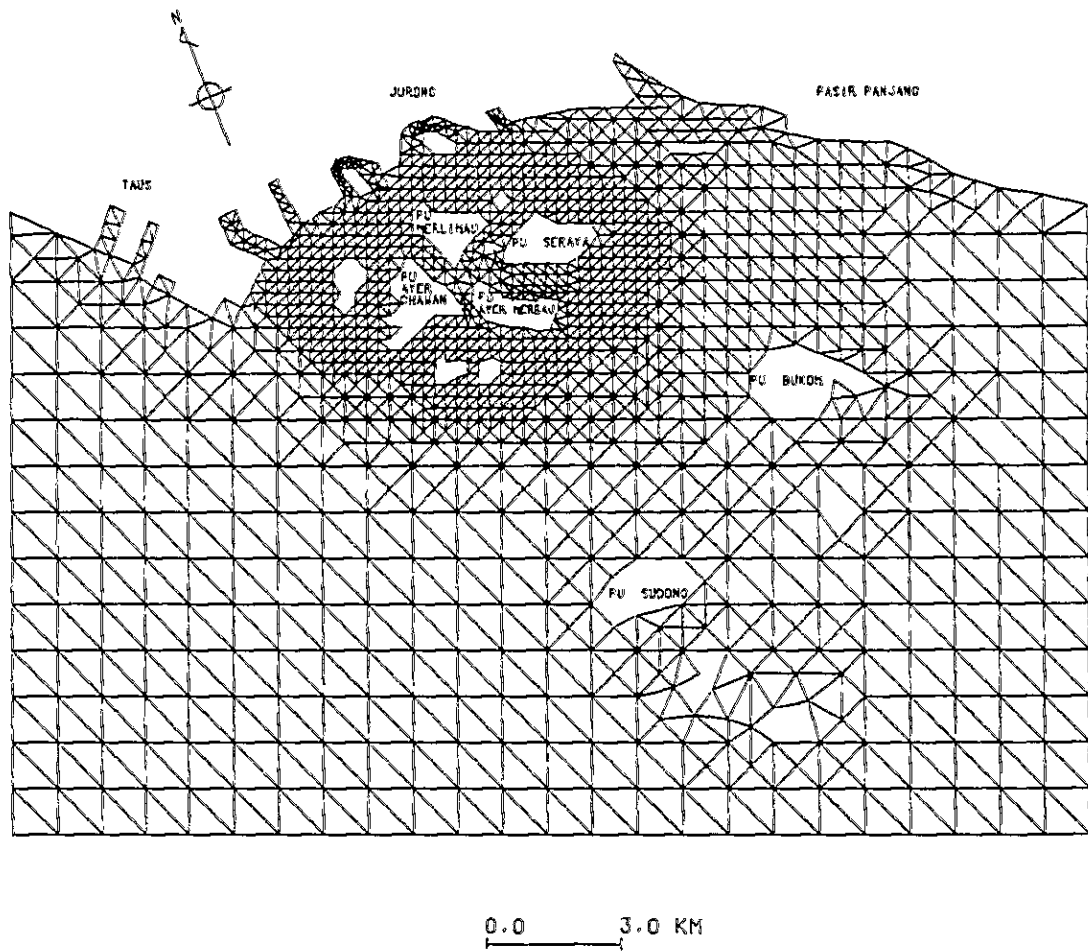 N
JURONG
PASIR PANJANG
TAUS
PU
MERLIMAU
PU SERAYA
PU
AYER
CHAWAN
PU
AYER MERBAU
PU BUKOM
PU SUDONG
0.0 3.0 KM